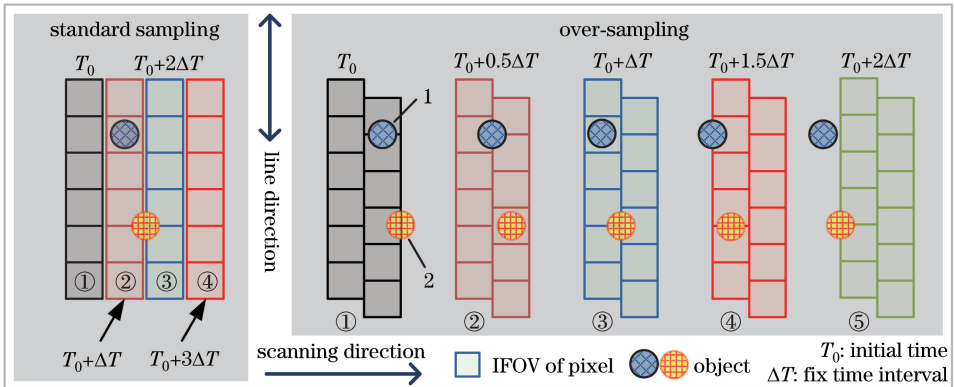 standard sampling
T₀
T₀+2ΔT
① ② ③ ④
T₀+ΔT
T₀+3ΔT
line direction
scanning direction
over-sampling
T₀
T₀+0.5ΔT
T₀+ΔT
T₀+1.5ΔT
T₀+2ΔT
1
2
① ② ③ ④ ⑤
IFOV of pixel
object
T₀: initial time
ΔT: fix time interval